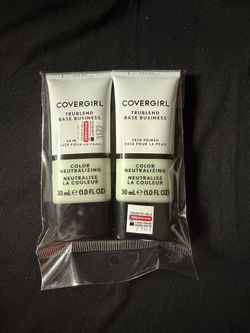 COVERGIRL
TRUBLEND
BASE BUSINESS
SKIN
BASE POUR LA PEAU
COLOR
NEUTRALIZING
NEUTRALISE
LA COULEUR
30 mL e (1.0 FL OZ)
COVERGIRL
TRUBLEND
BASE BUSINESS
SKIN PRIMER
BASE POUR LA PEAU
COLOR
NEUTRALIZING
NEUTRALISE
LA COULEUR
30 mL e (1.0 FL OZ)